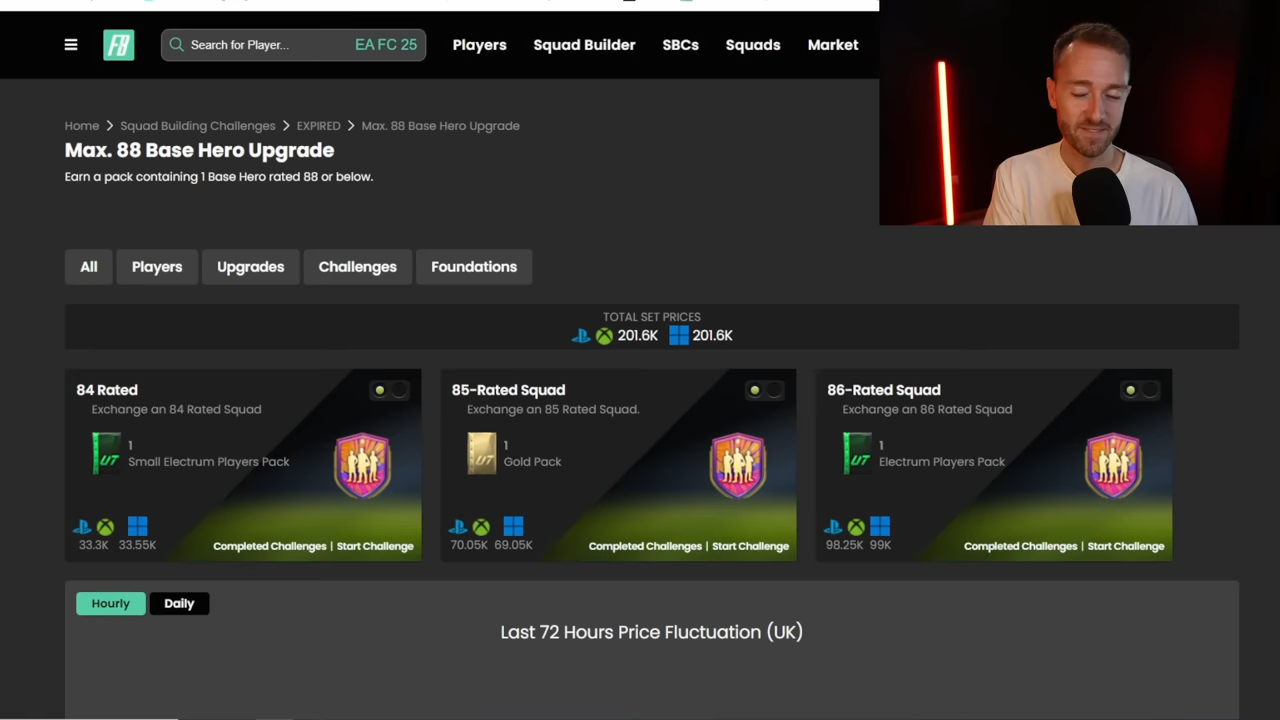 F8
Search for Player... EA FC 25
Players Squad Builder SBCs Squads Market
Home > Squad Building Challenges > EXPIRED > Max. 88 Base Hero Upgrade
Max. 88 Base Hero Upgrade
Earn a pack containing 1 Base Hero rated 88 or below.
All Players Upgrades Challenges Foundations
TOTAL SET PRICES
201.6K 201.6K
84 Rated
Exchange an 84 Rated Squad
UT
1
Small Electrum Players Pack
33.3K 33.55K
Completed Challenges | Start Challenge
85-Rated Squad
Exchange an 85 Rated Squad.
UT
1
Gold Pack
70.05K 69.05K
Completed Challenges | Start Challenge
86-Rated Squad
Exchange an 86 Rated Squad
UT
1
Electrum Players Pack
98.25K 99K
Completed Challenges | Start Challenge
Hourly Daily
Last 72 Hours Price Fluctuation (UK)